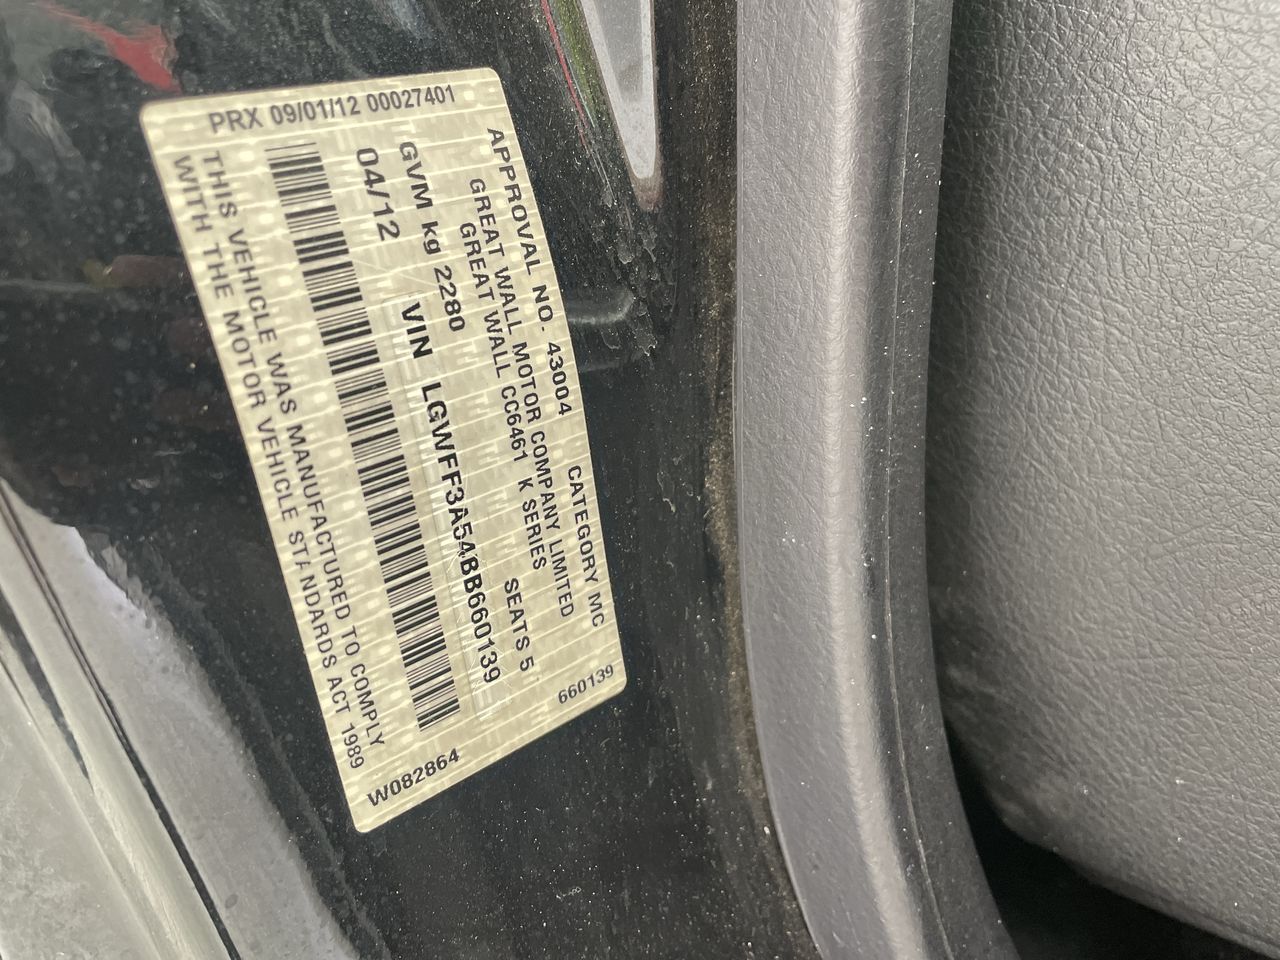 PRX 09/01/12 00027401
APPROVAL NO. 43004 CATEGORY MC
GREAT WALL MOTOR COMPANY LIMITED
GREAT WALL CC6461 K SERIES
GVM kg 2280 SEATS 5
04/12 VIN LGWFF3A54BB660139
THIS VEHICLE WAS MANUFACTURED TO COMPLY
WITH THE MOTOR VEHICLE STANDARDS ACT 1989
W082864 660139